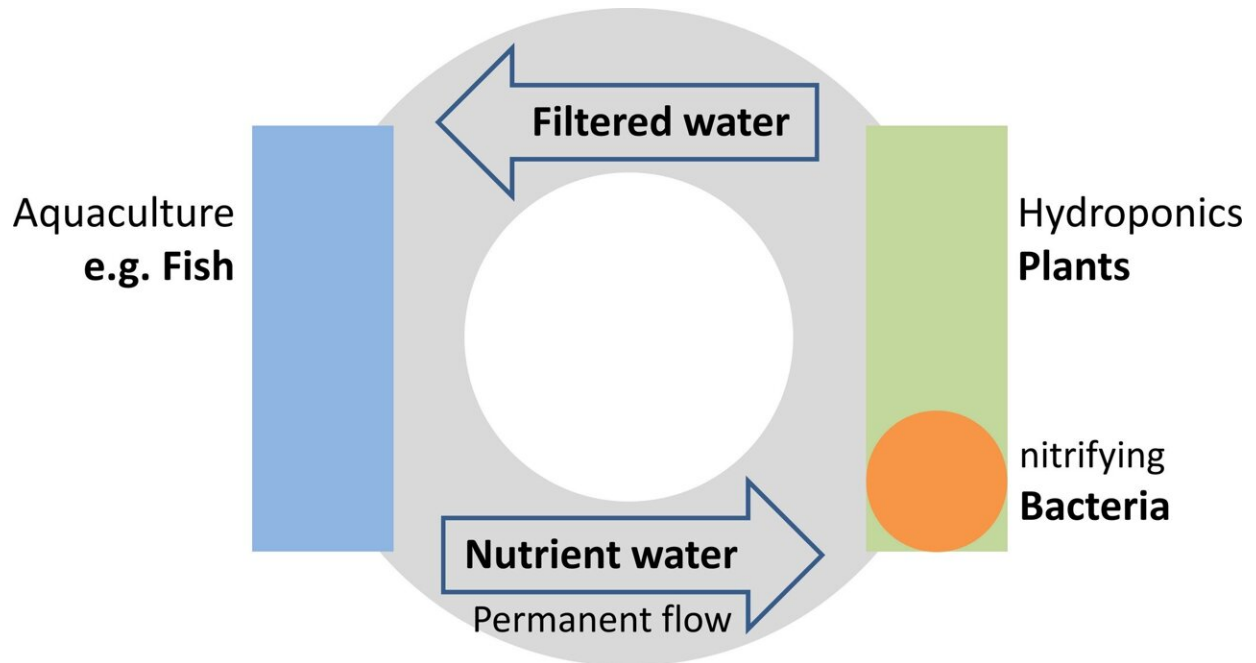 Filtered water
Aquaculture
e.g. Fish
Hydroponics
Plants
nitrifying
Bacteria
Nutrient water
Permanent flow